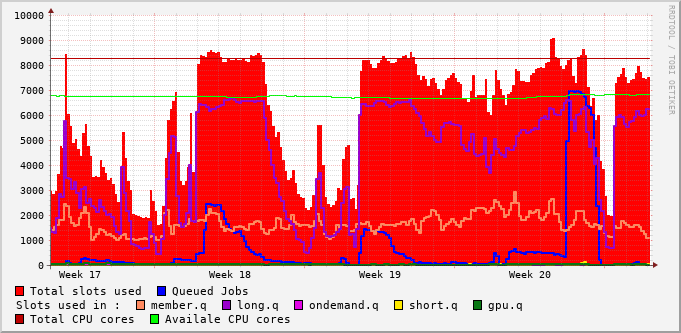 RRDTOOL / TOBI OETIKER
10000
9000
8000
7000
6000
5000
4000
3000
2000
1000
0
Week 17 Week 18 Week 19 Week 20
Total slots used Queued Jobs
Slots used in : member.q long.q ondemand.q short.q gpu.q
Total CPU cores Availale CPU cores